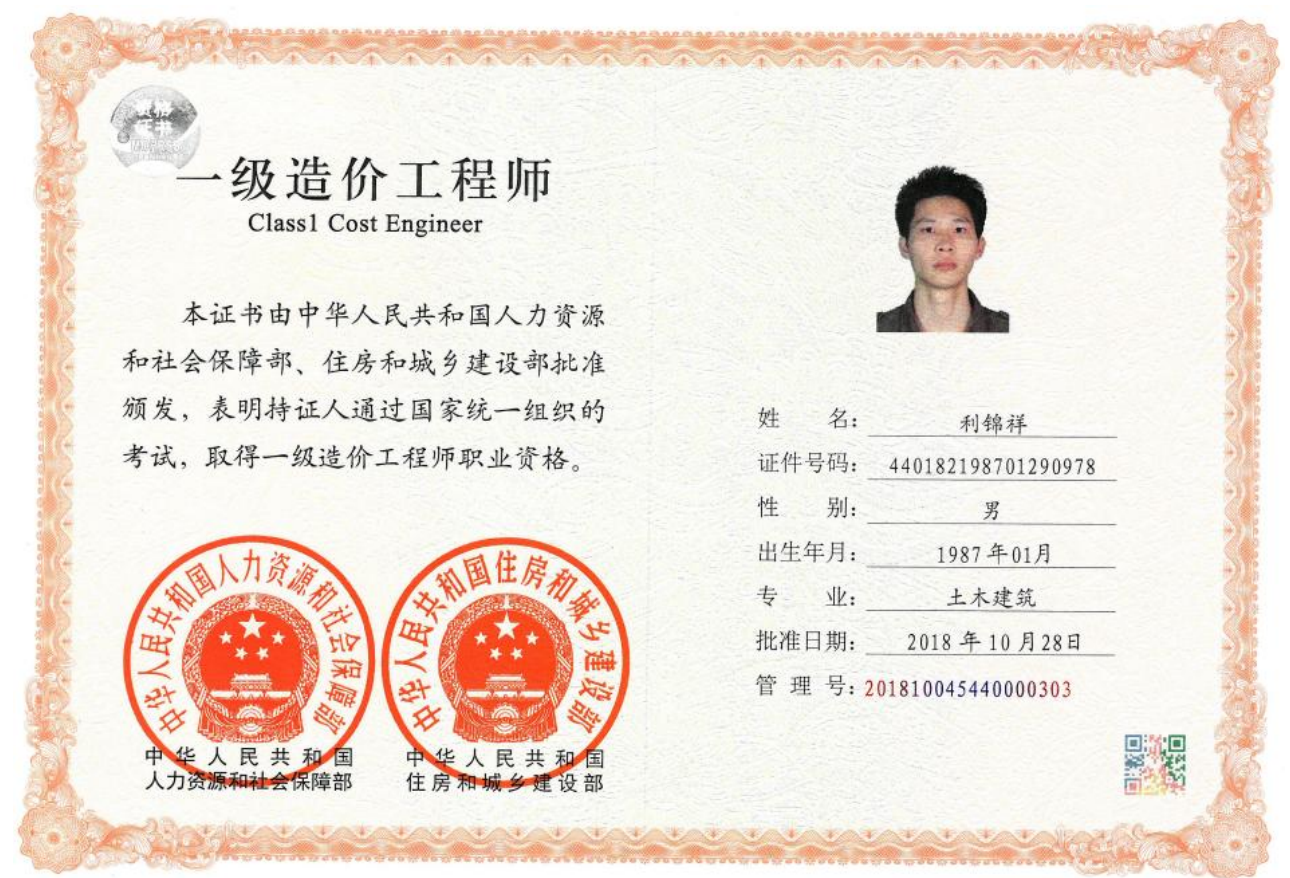 资格
证书
一级造价工程师
Class1 Cost Engineer
本证书由中华人民共和国人力资源
和社会保障部、住房和城乡建设部批准
颁发，表明持证人通过国家统一组织的
考试，取得一级造价工程师职业资格。
中华人民共和国人力资源和社会保障部
中华人民共和国住房和城乡建设部
中华人民共和国
人力资源和社会保障部
中华人民共和国
住房和城乡建设部
姓 名： 利锦祥
证件号码： 440182198701290978
性 别： 男
出生年月： 1987年01月
专 业： 土木建筑
批准日期： 2018年10月28日
管 理 号： 201810045440000303